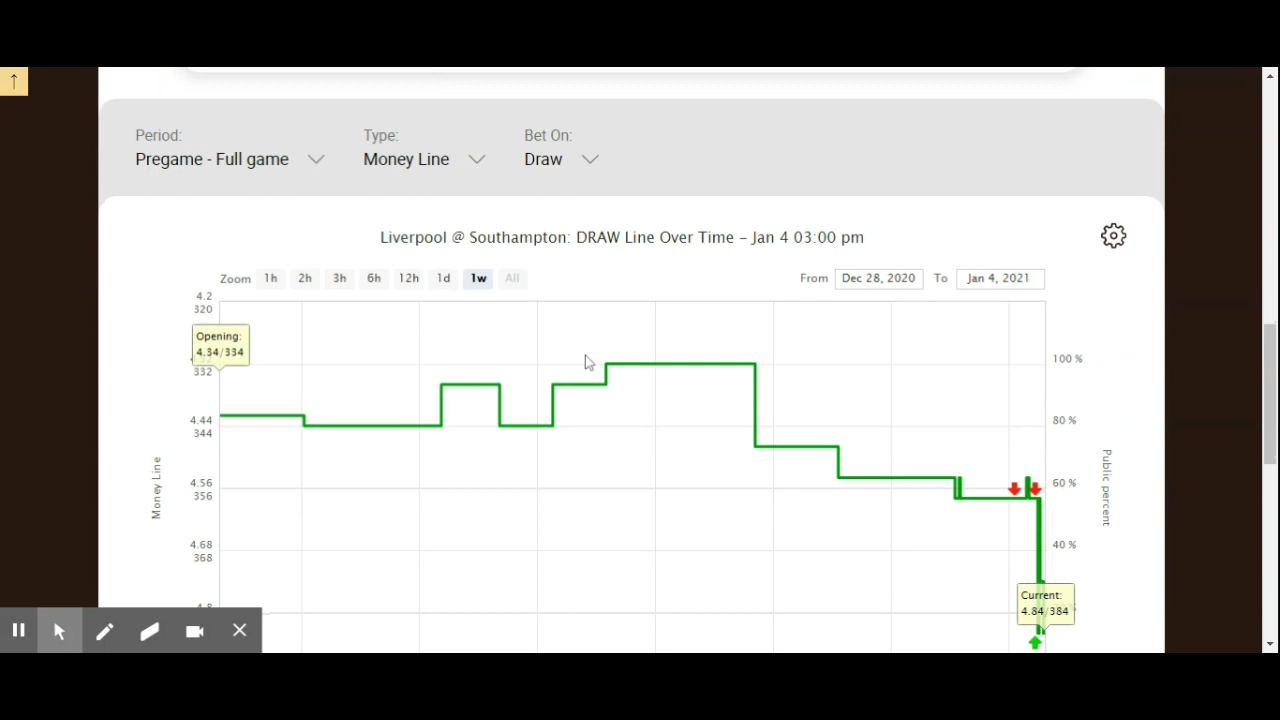 ↑
Period:
Type:
Bet On:
Pregame - Full game
Money Line
Draw
Liverpool @ Southampton: DRAW Line Over Time – Jan 4 03:00 pm
Zoom 1h 2h 3h 6h 12h 1d 1w All
From Dec 28, 2020 To Jan 4, 2021
4.2
320
Opening:
4.34/334
332
100 %
4.44
344
80 %
4.56
356
60 %
4.68
368
40 %
4.8
Money Line
Public percent
Current:
4.84/384